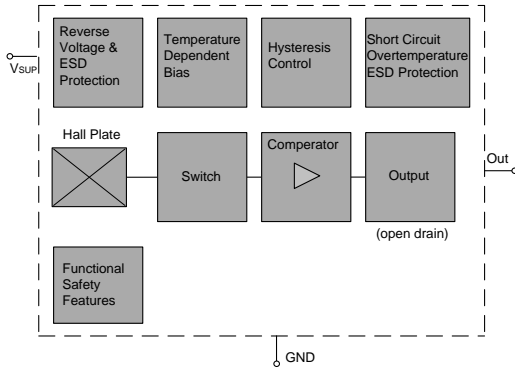 Reverse
Voltage &
ESD
Protection
Temperature
Dependent
Bias
Hysteresis
Control
Short Circuit
Overtemperature
ESD Protection
VSUP
Hall Plate
Switch
Comperator
Output
Out
(open drain)
Functional
Safety
Features
GND